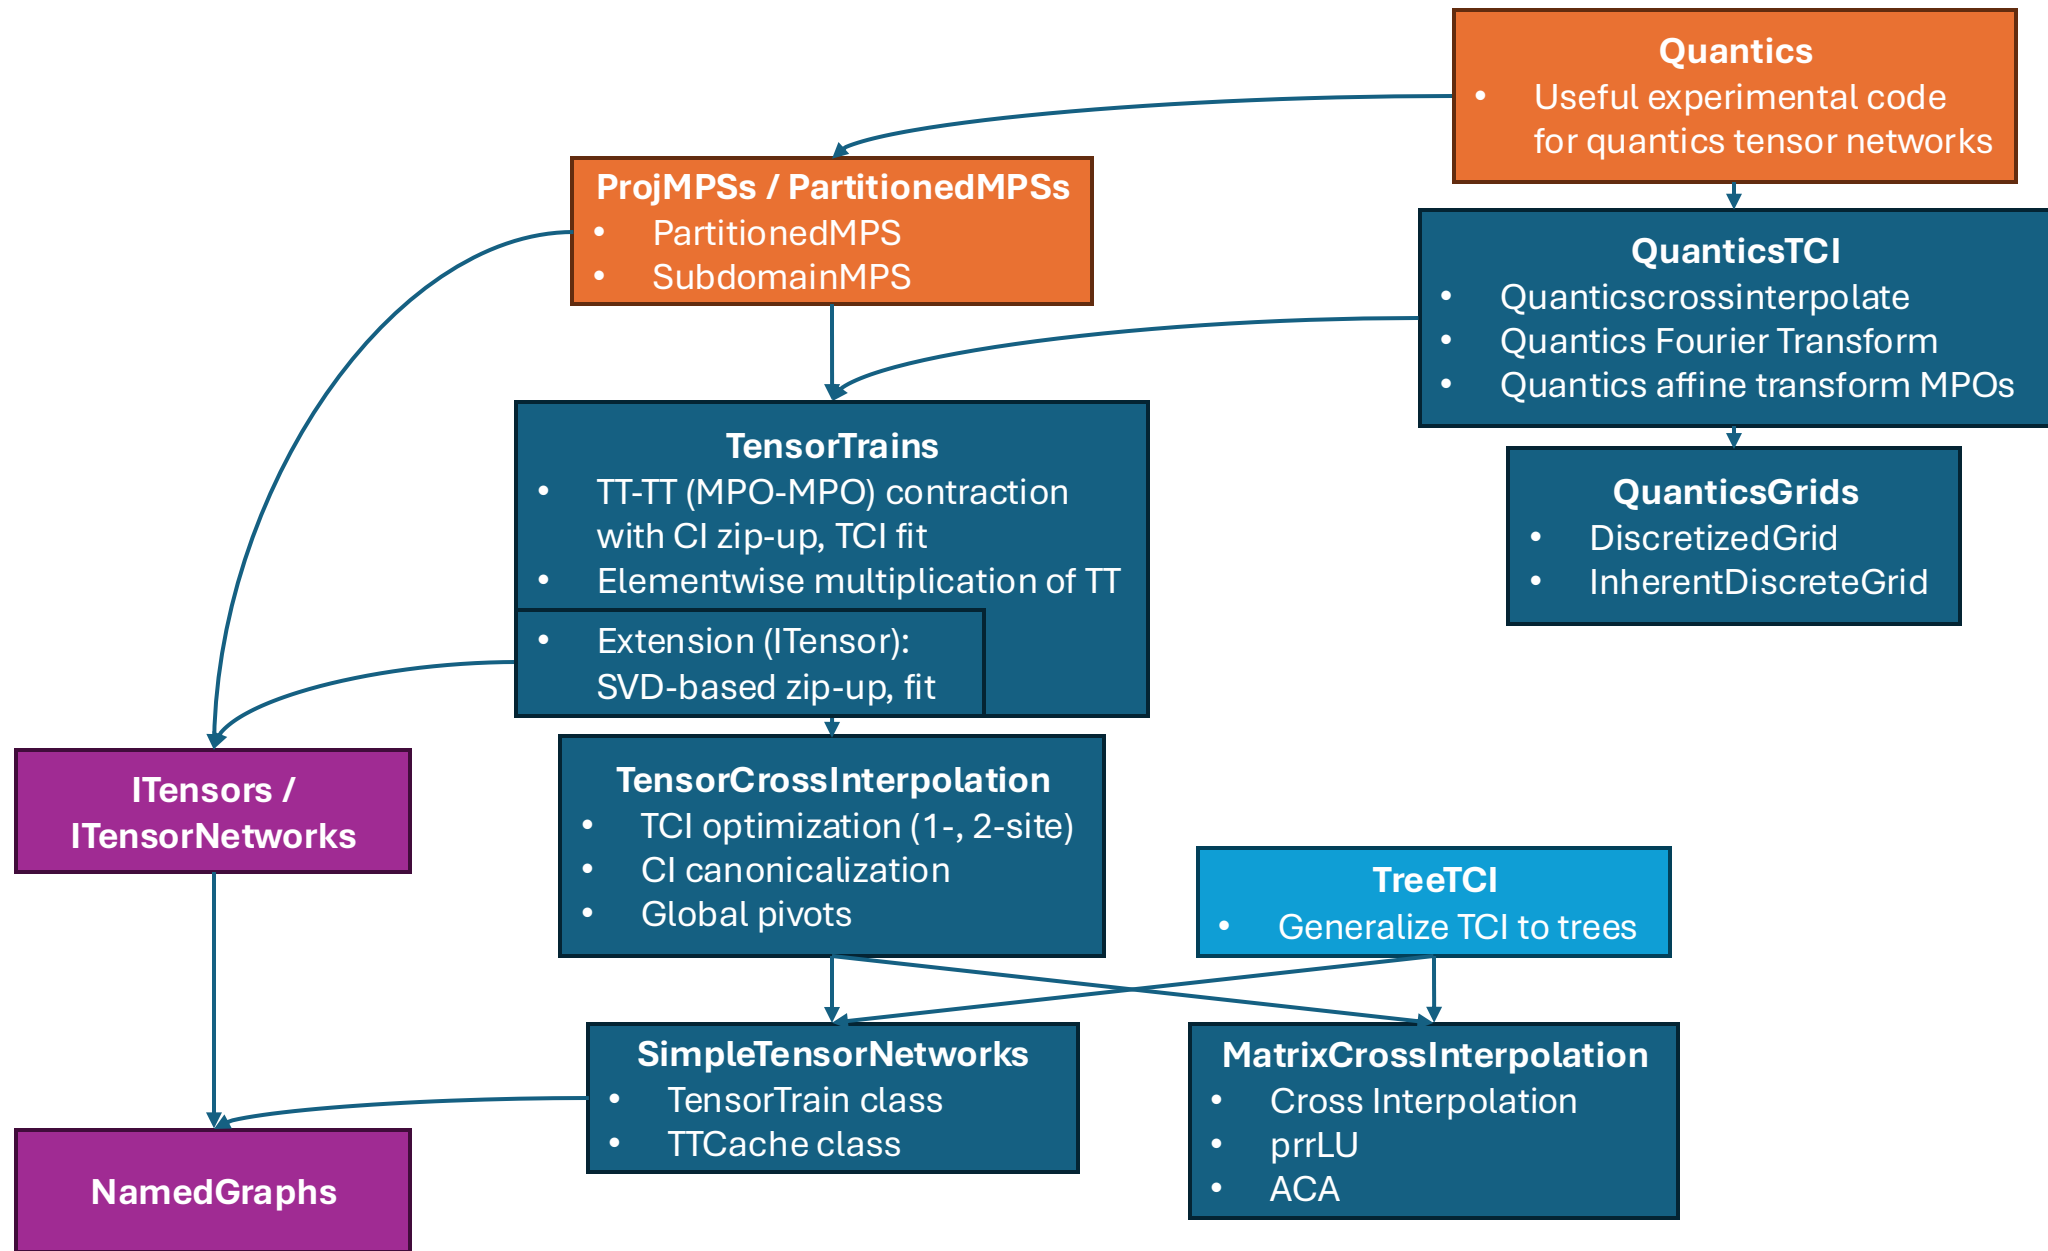 Quantics
• Useful experimental code
for quantics tensor networks
ProjMPSs / PartitionedMPSs
• PartitionedMPS
• SubdomainMPS
QuanticsTCI
• Quanticscrossinterpolate
• Quantics Fourier Transform
• Quantics affine transform MPOs
TensorTrains
• TT-TT (MPO-MPO) contraction
with CI zip-up, TCI fit
• Elementwise multiplication of TT
• Extension (ITensor):
SVD-based zip-up, fit
QuanticsGrids
• DiscretizedGrid
• InherentDiscreteGrid
ITensors /
ITensorNetworks
TensorCrossInterpolation
• TCI optimization (1-, 2-site)
• CI canonicalization
• Global pivots
TreeTCI
• Generalize TCI to trees
SimpleTensorNetworks
• TensorTrain class
• TTCache class
MatrixCrossInterpolation
• Cross Interpolation
• prrLU
• ACA
NamedGraphs